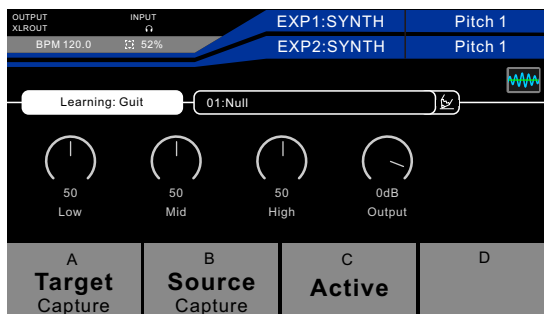 OUTPUT INPUT
XLROUT
BPM 120.0 52%
EXP1:SYNTH Pitch 1
EXP2:SYNTH Pitch 1
Learning: Guit 01:Null
50 50 50 0dB
Low Mid High Output
A B C D
Target Source Active
Capture Capture